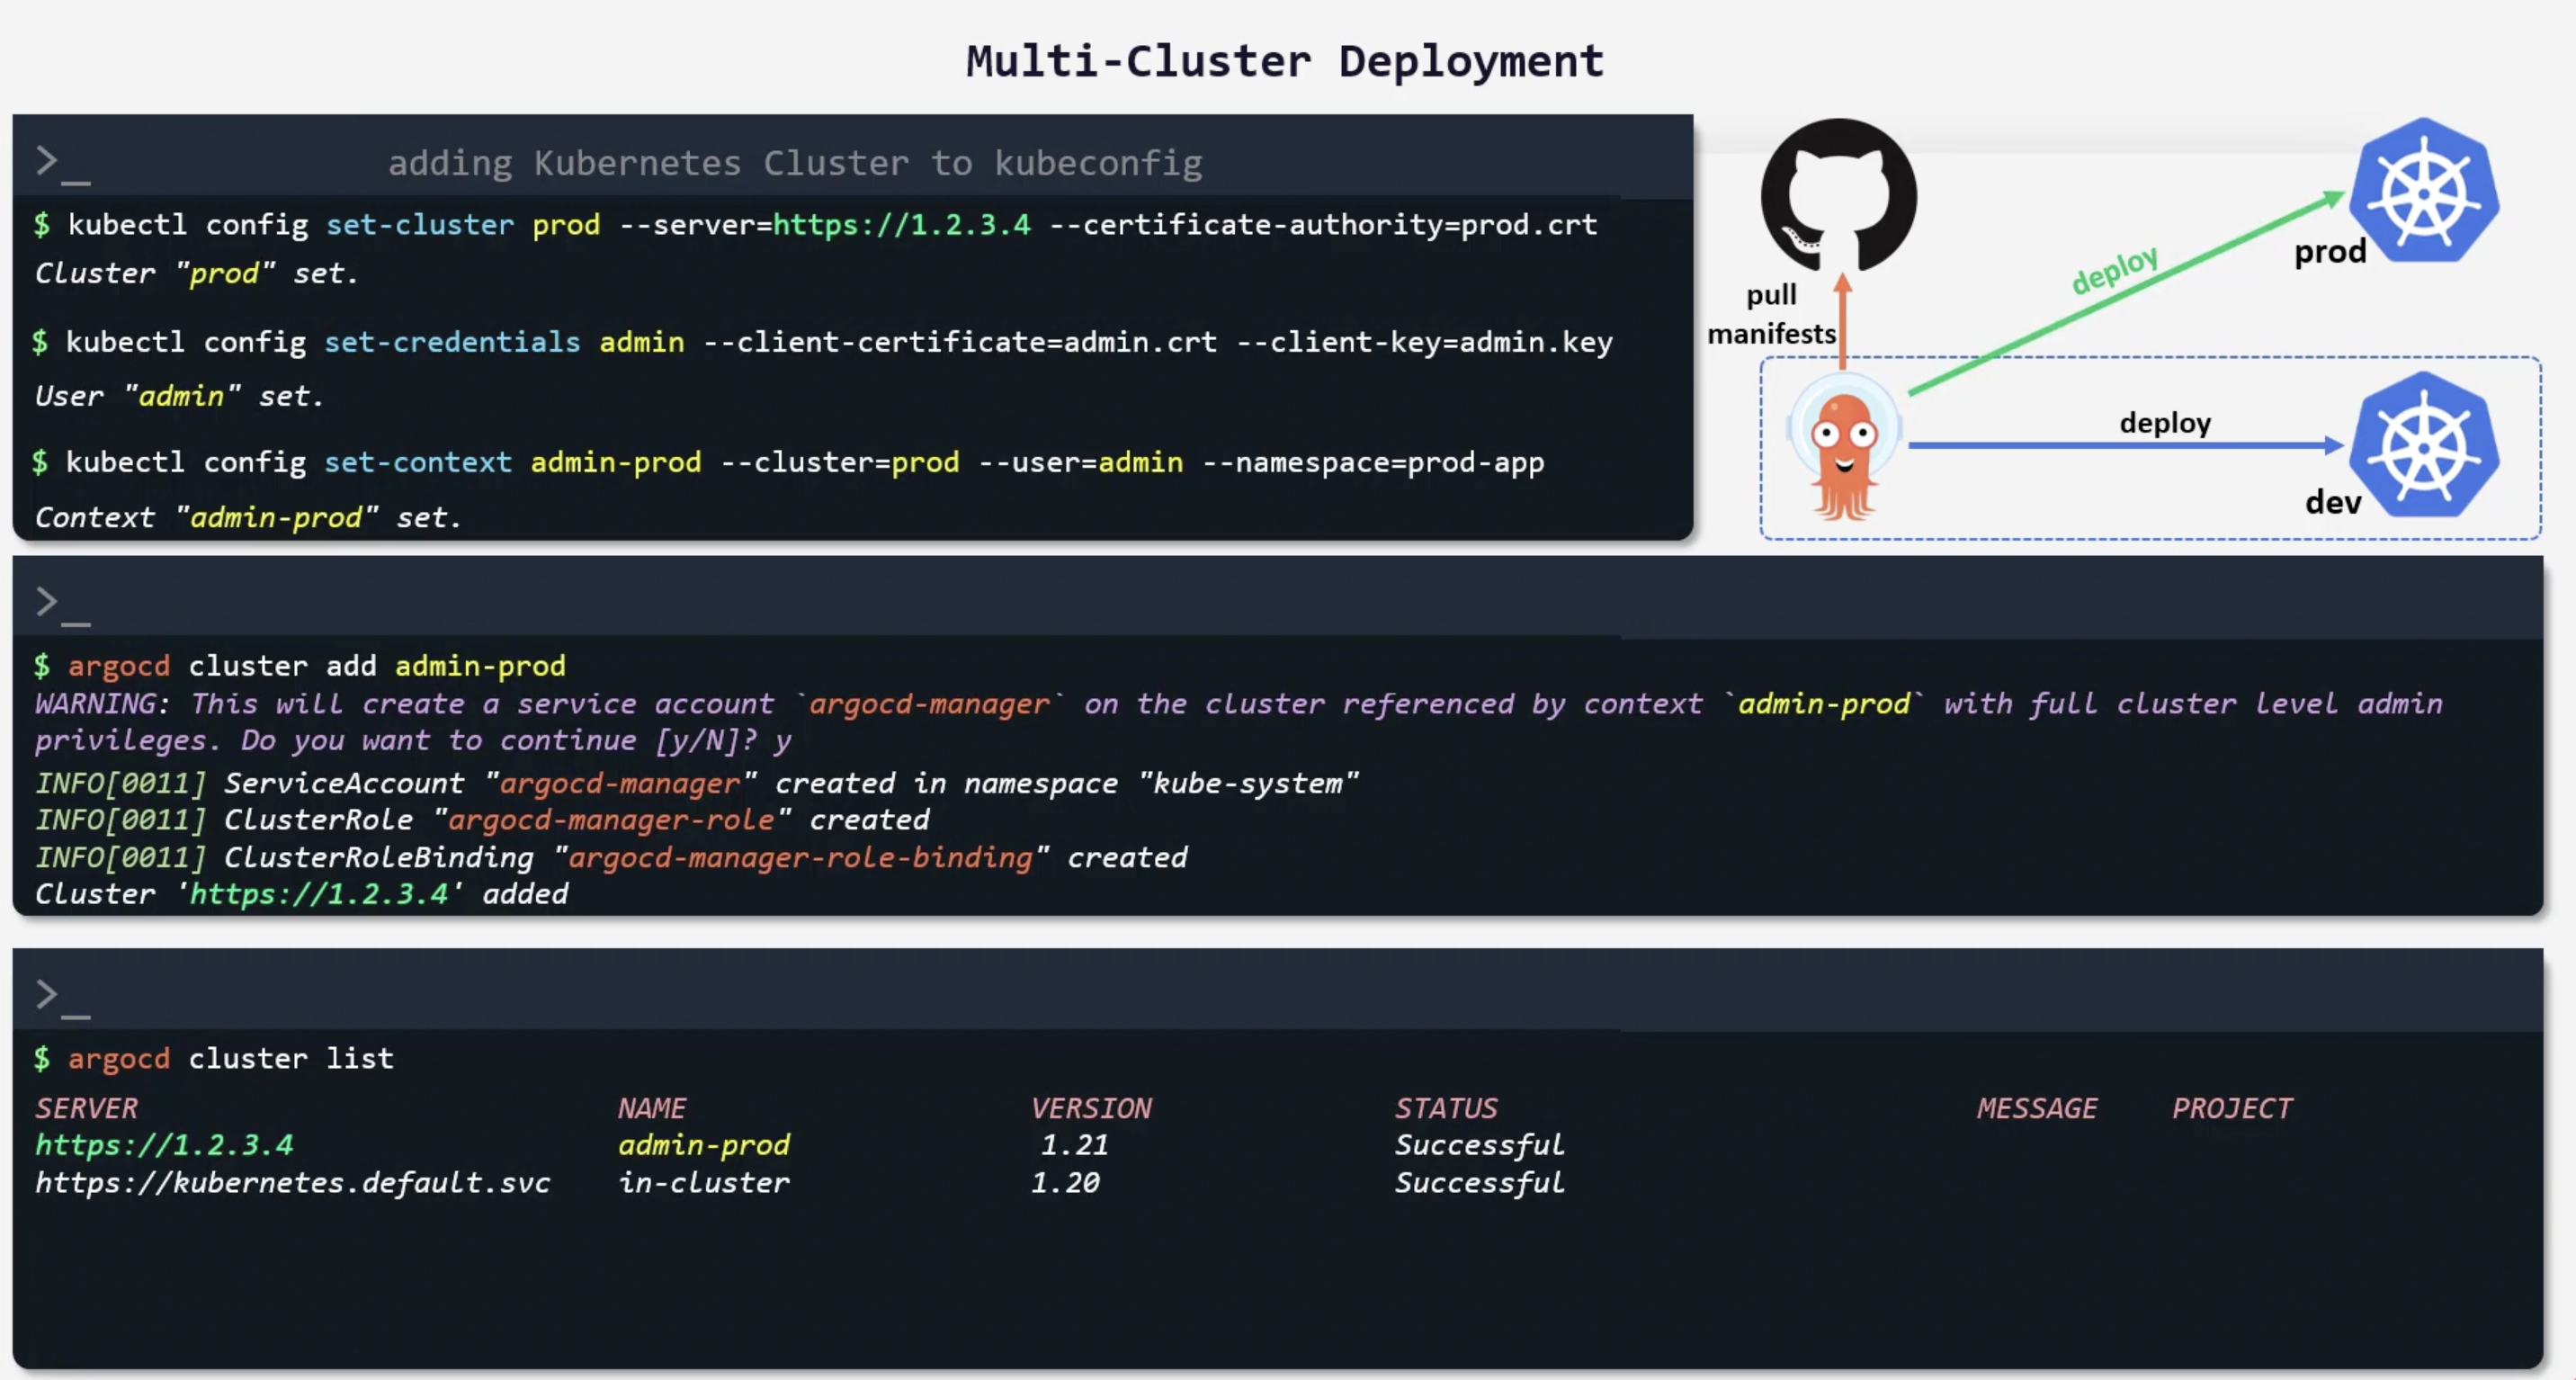 Multi-Cluster Deployment
>_ adding Kubernetes Cluster to kubeconfig
$ kubectl config set-cluster prod --server=https://1.2.3.4 --certificate-authority=prod.crt
Cluster "prod" set.
$ kubectl config set-credentials admin --client-certificate=admin.crt --client-key=admin.key
User "admin" set.
$ kubectl config set-context admin-prod --cluster=prod --user=admin --namespace=prod-app
Context "admin-prod" set.
pull
manifests
deploy
prod
deploy
dev
>_
$ argocd cluster add admin-prod
WARNING: This will create a service account `argocd-manager` on the cluster referenced by context `admin-prod` with full cluster level admin
privileges. Do you want to continue [y/N]? y
INFO[0011] ServiceAccount "argocd-manager" created in namespace "kube-system"
INFO[0011] ClusterRole "argocd-manager-role" created
INFO[0011] ClusterRoleBinding "argocd-manager-role-binding" created
Cluster 'https://1.2.3.4' added
>_
$ argocd cluster list
SERVER NAME VERSION STATUS MESSAGE PROJECT
https://1.2.3.4 admin-prod 1.21 Successful
https://kubernetes.default.svc in-cluster 1.20 Successful